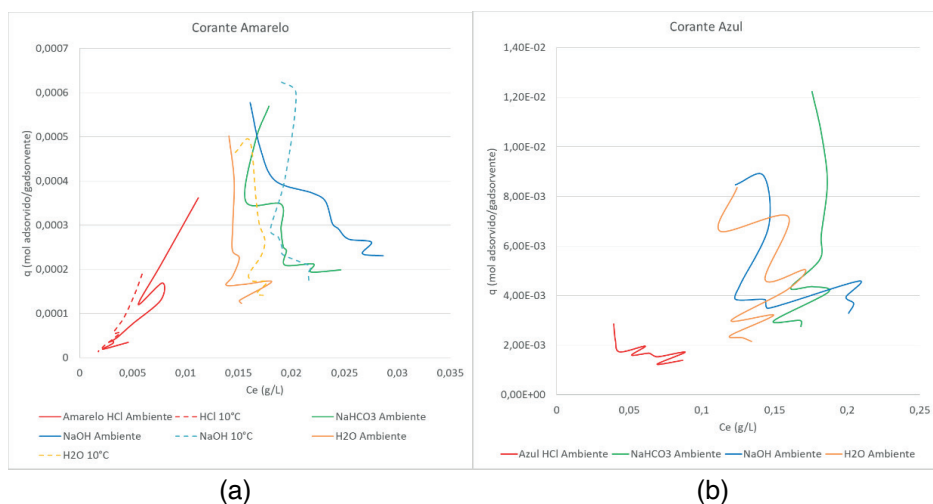 Corante Amarelo
q (mol adsorvido/gadsorvente)
0,0007
0,0006
0,0005
0,0004
0,0003
0,0002
0,0001
0
0 0,005 0,01 0,015 0,02 0,025 0,03 0,035
Ce (g/L)
Amarelo HCl Ambiente HCl 10°C NaHCO3 Ambiente
NaOH Ambiente NaOH 10°C H2O Ambiente
H2O 10°C
(a)
Corante Azul
q (mol adsorvido/gadsorvente)
1,40E-02
1,20E-02
1,00E-02
8,00E-03
6,00E-03
4,00E-03
2,00E-03
0,00E+00
0 0,05 0,1 0,15 0,2 0,25
Ce (g/L)
Azul HCl Ambiente NaHCO3 Ambiente NaOH Ambiente H2O Ambiente
(b)